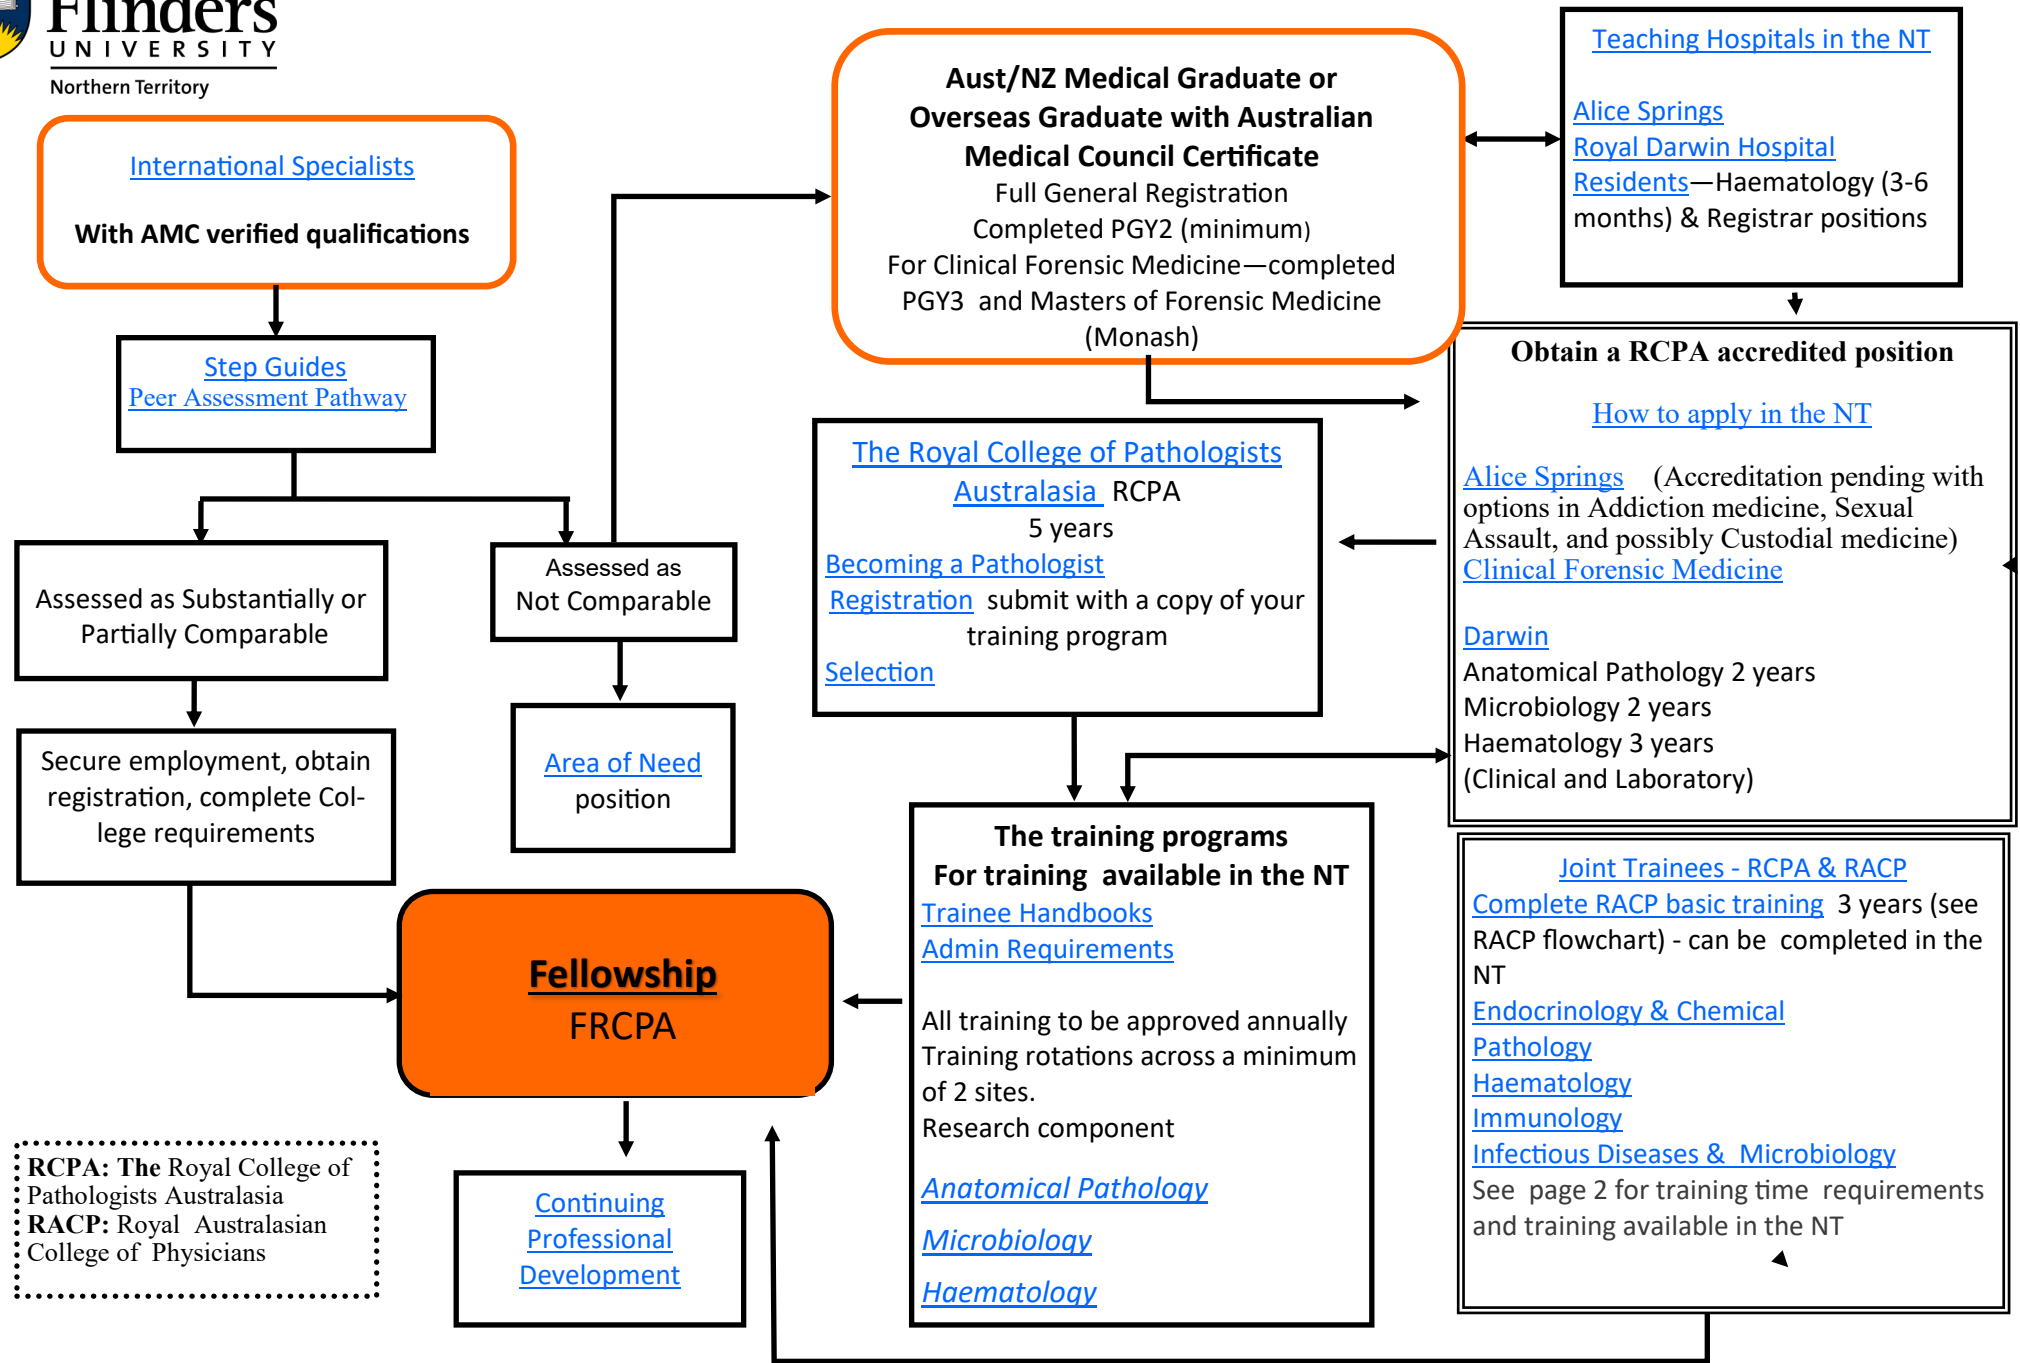 Flinders
UNIVERSITY
Northern Territory
International Specialists
With AMC verified qualifications
Step Guides
Peer Assessment Pathway
Assessed as Substantially or
Partially Comparable
Assessed as
Not Comparable
Secure employment, obtain
registration, complete Col-
lege requirements
Area of Need
position
Aust/NZ Medical Graduate or
Overseas Graduate with Australian
Medical Council Certificate
Full General Registration
Completed PGY2 (minimum)
For Clinical Forensic Medicine—completed
PGY3 and Masters of Forensic Medicine
(Monash)
Teaching Hospitals in the NT
Alice Springs
Royal Darwin Hospital
Residents—Haematology (3-6
months) & Registrar positions
Obtain a RCPA accredited position
How to apply in the NT
Alice Springs (Accreditation pending with
options in Addiction medicine, Sexual
Assault, and possibly Custodial medicine)
Clinical Forensic Medicine
Darwin
Anatomical Pathology 2 years
Microbiology 2 years
Haematology 3 years
(Clinical and Laboratory)
The Royal College of Pathologists
Australasia RCPA
5 years
Becoming a Pathologist
Registration submit with a copy of your
training program
Selection
The training programs
For training available in the NT
Trainee Handbooks
Admin Requirements
All training to be approved annually
Training rotations across a minimum
of 2 sites.
Research component
Anatomical Pathology
Microbiology
Haematology
Joint Trainees - RCPA & RACP
Complete RACP basic training 3 years (see
RACP flowchart) - can be completed in the
NT
Endocrinology & Chemical
Pathology
Haematology
Immunology
Infectious Diseases & Microbiology
See page 2 for training time requirements
and training available in the NT
Fellowship
FRCPA
Continuing
Professional
Development
RCPA: The Royal College of
Pathologists Australasia
RACP: Royal Australasian
College of Physicians